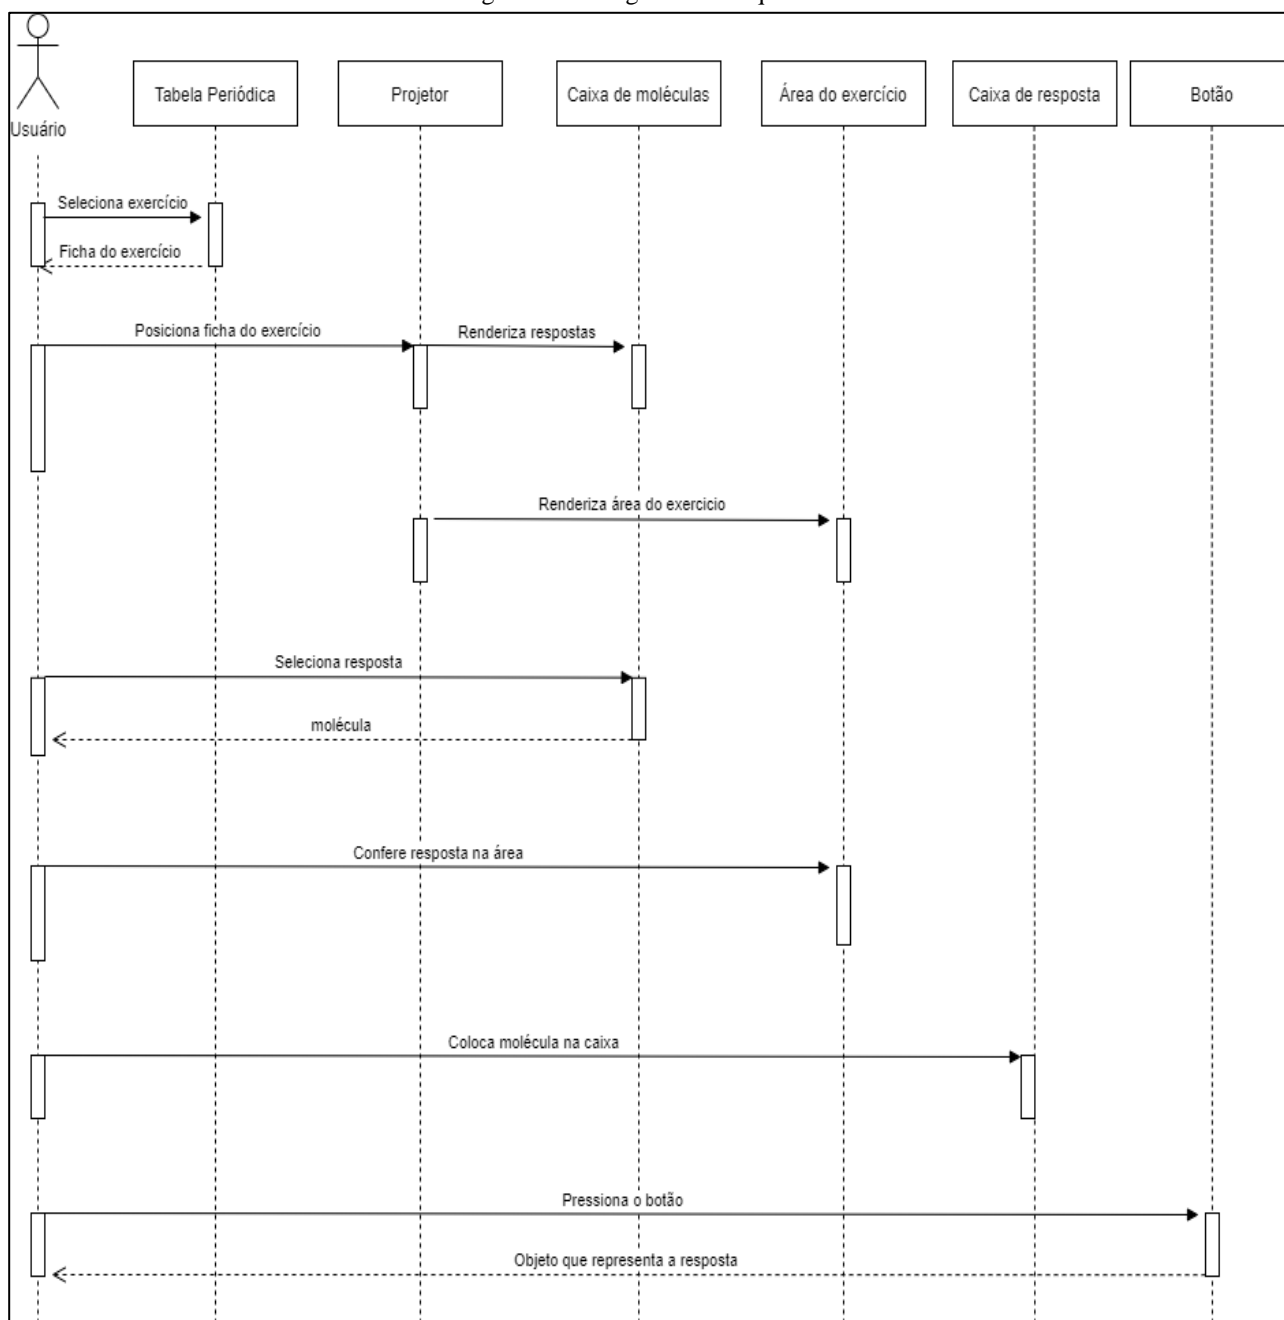 Usuário
Tabela Periódica
Projetor
Caixa de moléculas
Área do exercício
Caixa de resposta
Botão
Seleciona exercício
Ficha do exercício
Posiciona ficha do exercício
Renderiza respostas
Renderiza área do exercicio
Seleciona resposta
molécula
Confere resposta na área
Coloca molécula na caixa
Pressiona o botão
Objeto que representa a resposta